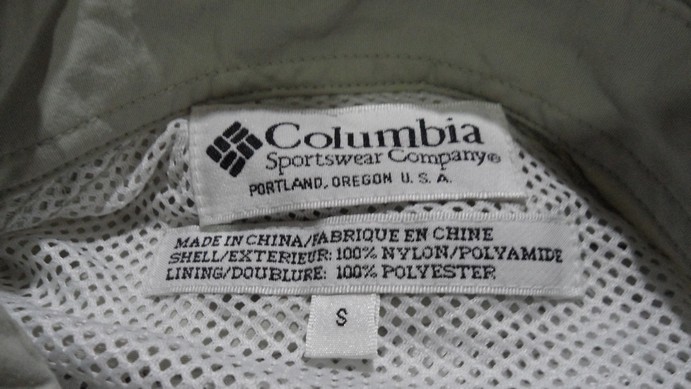 Columbia
Sportswear Company®
PORTLAND, OREGON U. S. A.
MADE IN CHINA/FABRIQUE EN CHINE
SHELL/EXTERIEUR: 100% NYLON/POLYAMIDE
LINING/DOUBLURE: 100% POLYESTER
S